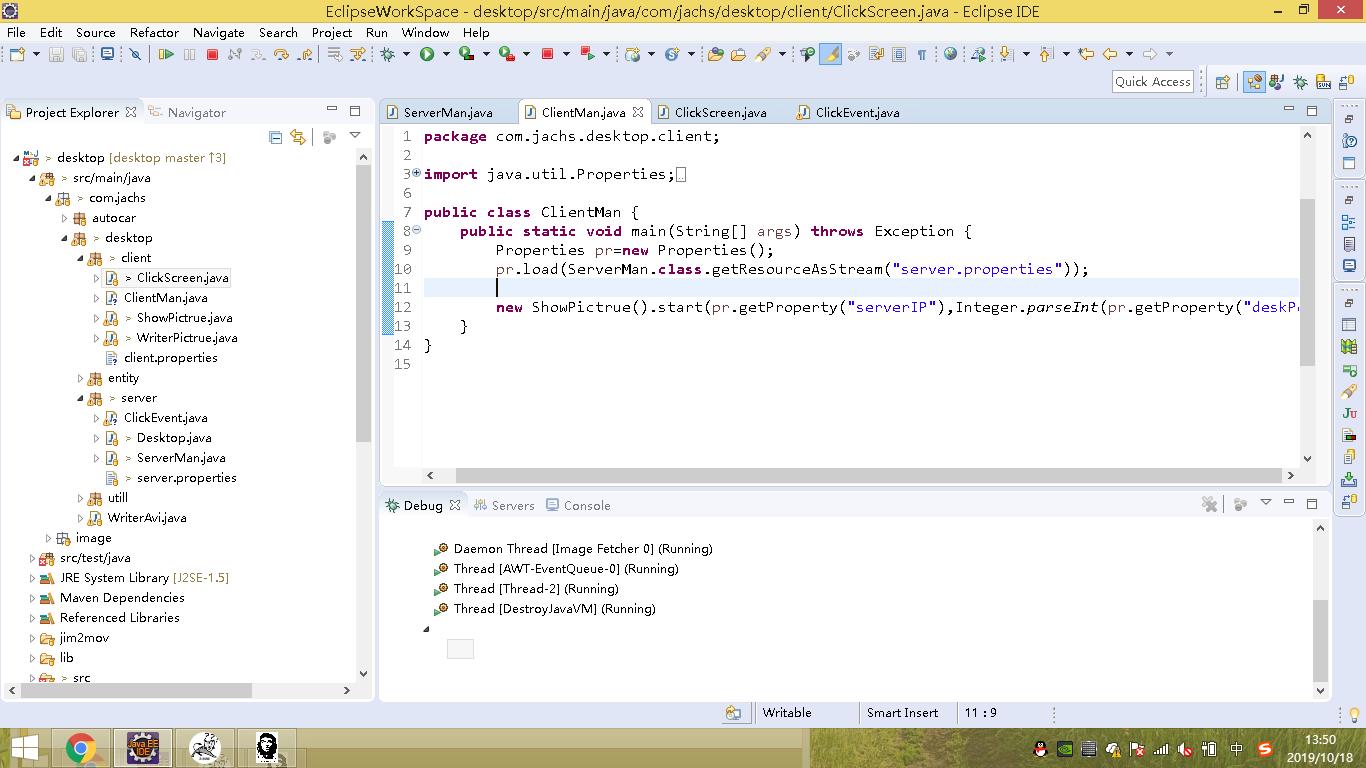 EclipseWorkSpace - desktop/src/main/java/com/jachs/desktop/client/ClickScreen.java - Eclipse IDE
File Edit Source Refactor Navigate Search Project Run Window Help
Quick Access
Project Explorer
Navigator
> desktop [desktop master ↑3]
> src/main/java
> com.jachs
autocar
> desktop
> client
> ClickScreen.java
ClientMan.java
> ShowPictrue.java
> WriterPictrue.java
client.properties
entity
> server
ClickEvent.java
> Desktop.java
> ServerMan.java
> server.properties
utill
WriterAvi.java
image
src/test/java
JRE System Library [J2SE-1.5]
Maven Dependencies
Referenced Libraries
jim2mov
lib
> src
ServerMan.java
ClientMan.java
ClickScreen.java
ClickEvent.java
1 package com.jachs.desktop.client;
2
3 import java.util.Properties;
6
7 public class ClientMan {
8 public static void main(String[] args) throws Exception {
9 Properties pr=new Properties();
10 pr.load(ServerMan.class.getResourceAsStream("server.properties"));
11
12 new ShowPictrue().start(pr.getProperty("serverIP"),Integer.parseInt(pr.getProperty("deskP
13 }
14 }
15
Debug
Servers
Console
Daemon Thread [Image Fetcher 0] (Running)
Thread [AWT-EventQueue-0] (Running)
Thread [Thread-2] (Running)
Thread [DestroyJavaVM] (Running)
Writable
Smart Insert
11 : 9
Java EE
IDE
中
13:50
2019/10/18